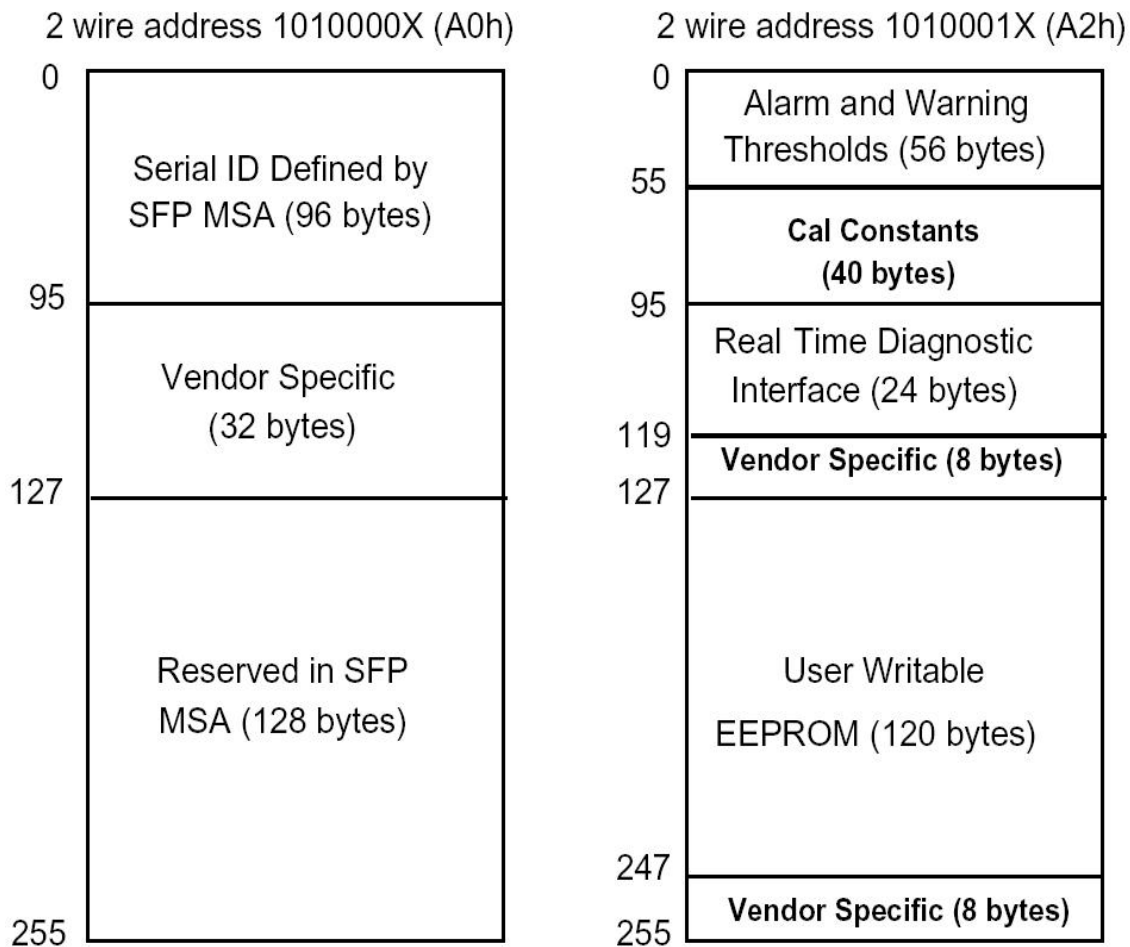 2 wire address 1010000X (A0h)
0
Serial ID Defined by
SFP MSA (96 bytes)
95
Vendor Specific
(32 bytes)
127
Reserved in SFP
MSA (128 bytes)
255
2 wire address 1010001X (A2h)
0
Alarm and Warning
Thresholds (56 bytes)
55
Cal Constants
(40 bytes)
95
Real Time Diagnostic
Interface (24 bytes)
119
Vendor Specific (8 bytes)
127
User Writable
EEPROM (120 bytes)
247
Vendor Specific (8 bytes)
255